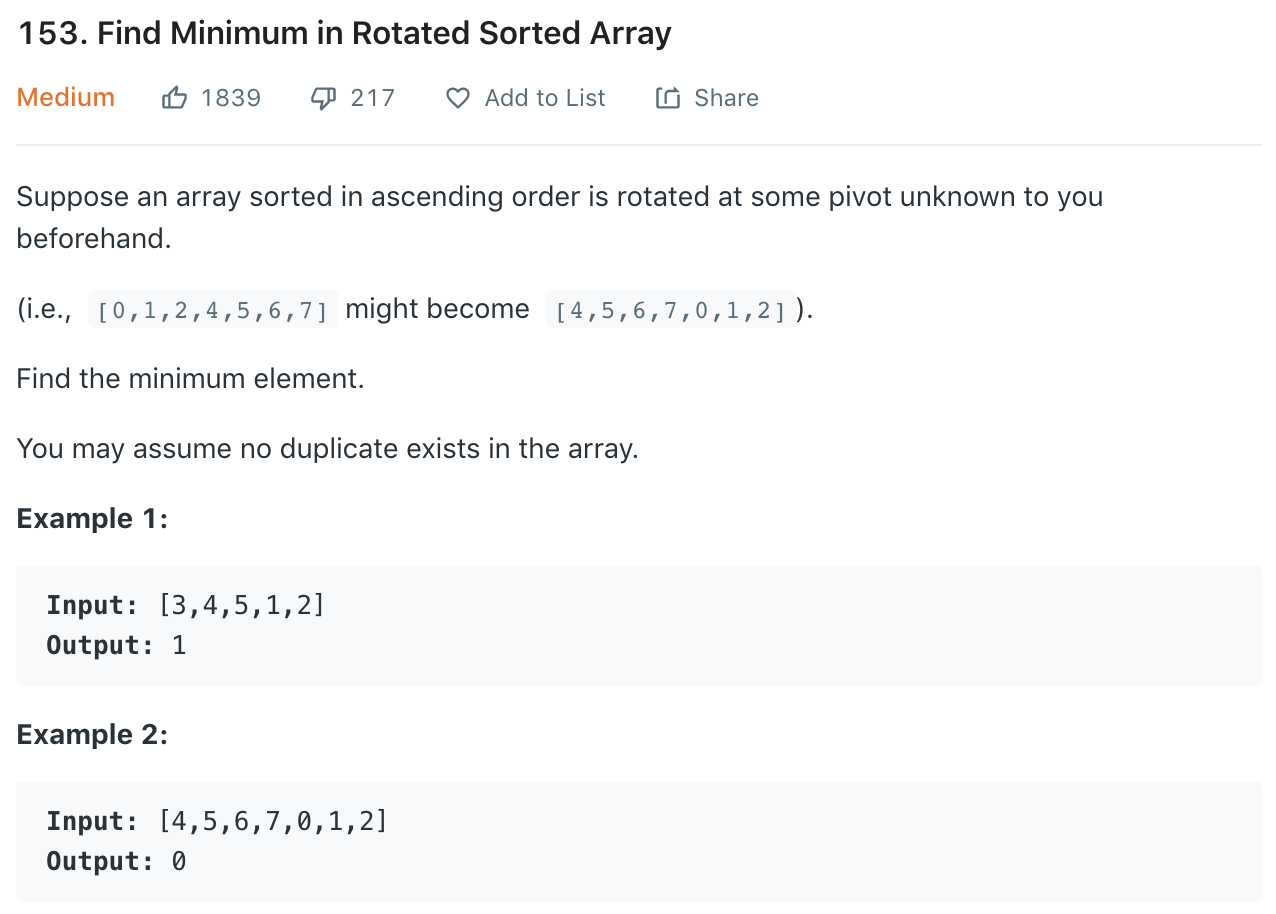 153. Find Minimum in Rotated Sorted Array
Medium 1839 217 Add to List Share
Suppose an array sorted in ascending order is rotated at some pivot unknown to you
beforehand.
(i.e., [0,1,2,4,5,6,7] might become [4,5,6,7,0,1,2]).
Find the minimum element.
You may assume no duplicate exists in the array.
Example 1:
Input: [3,4,5,1,2]
Output: 1
Example 2:
Input: [4,5,6,7,0,1,2]
Output: 0